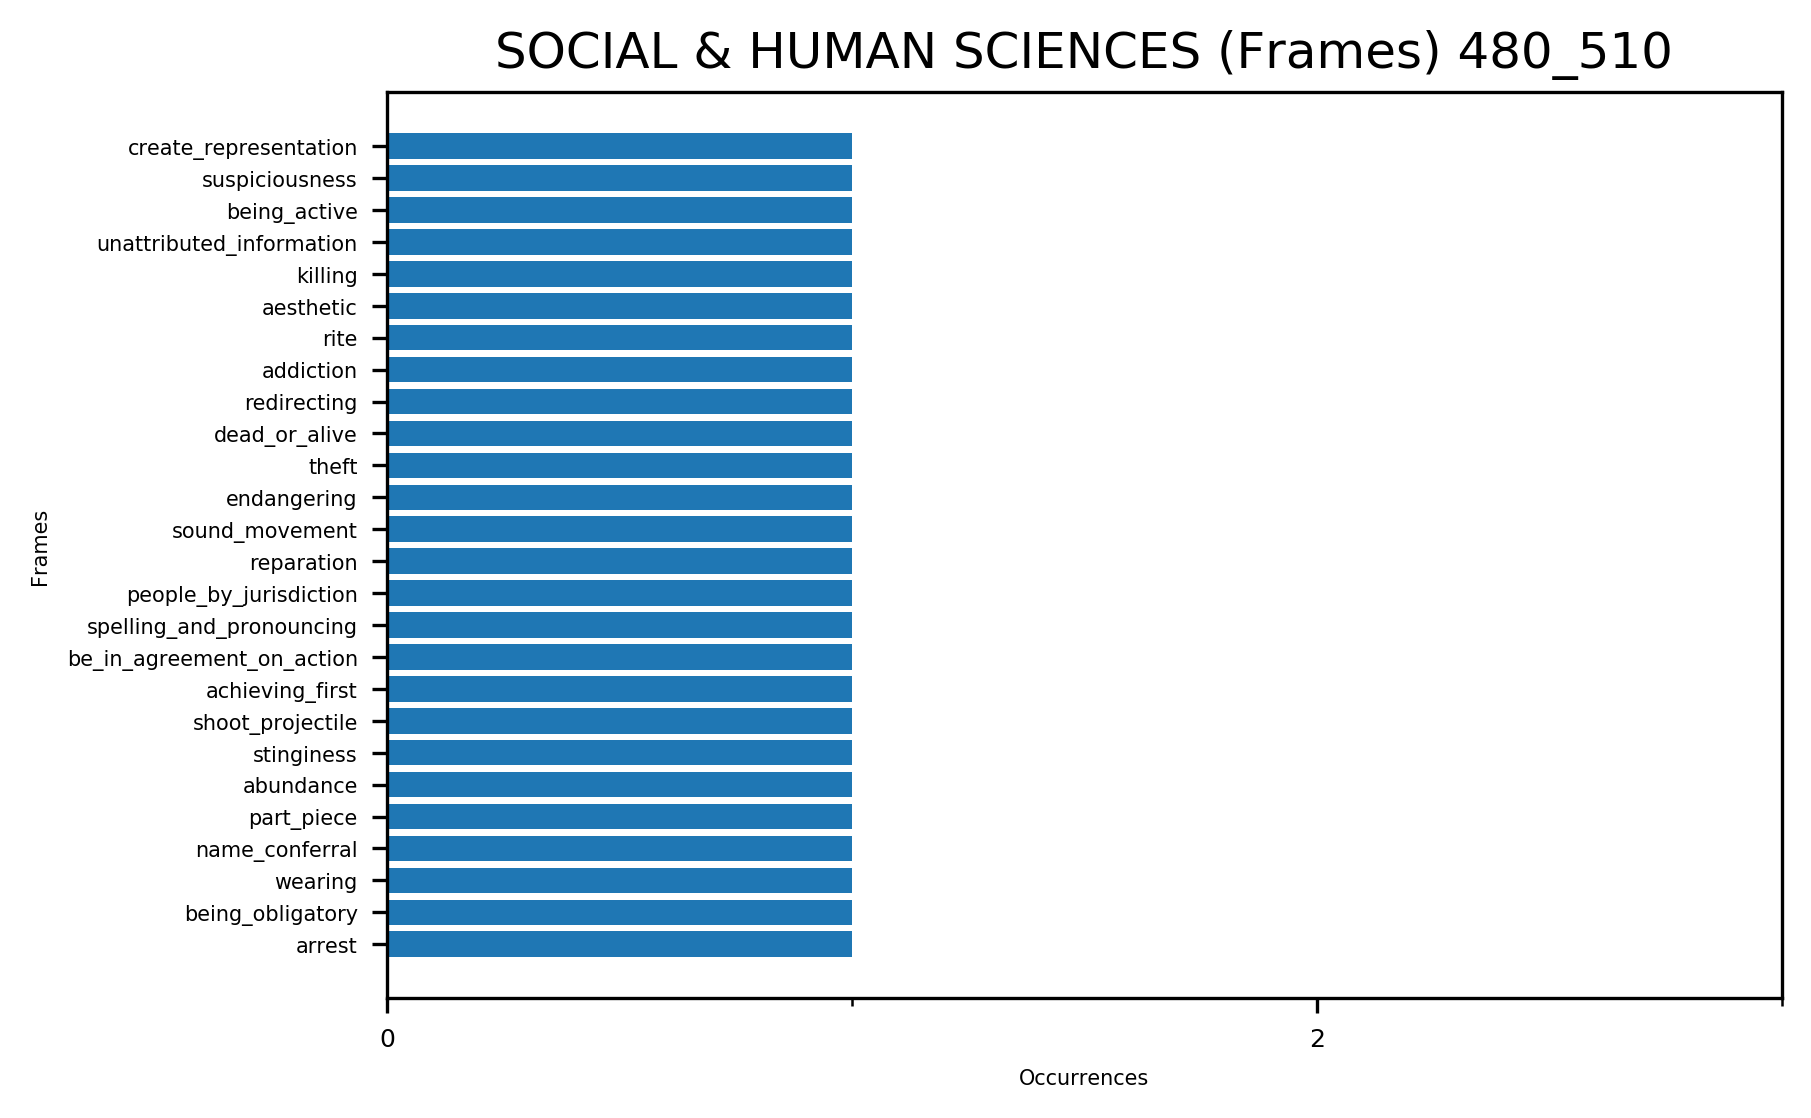 SOCIAL & HUMAN SCIENCES (Frames) 480_510
create_representation
suspiciousness
being_active
unattributed_information
killing
aesthetic
rite
addiction
redirecting
dead_or_alive
theft
endangering
sound_movement
reparation
people_by_jurisdiction
spelling_and_pronouncing
be_in_agreement_on_action
achieving_first
shoot_projectile
stinginess
abundance
part_piece
name_conferral
wearing
being_obligatory
arrest
Frames
0 2
Occurrences